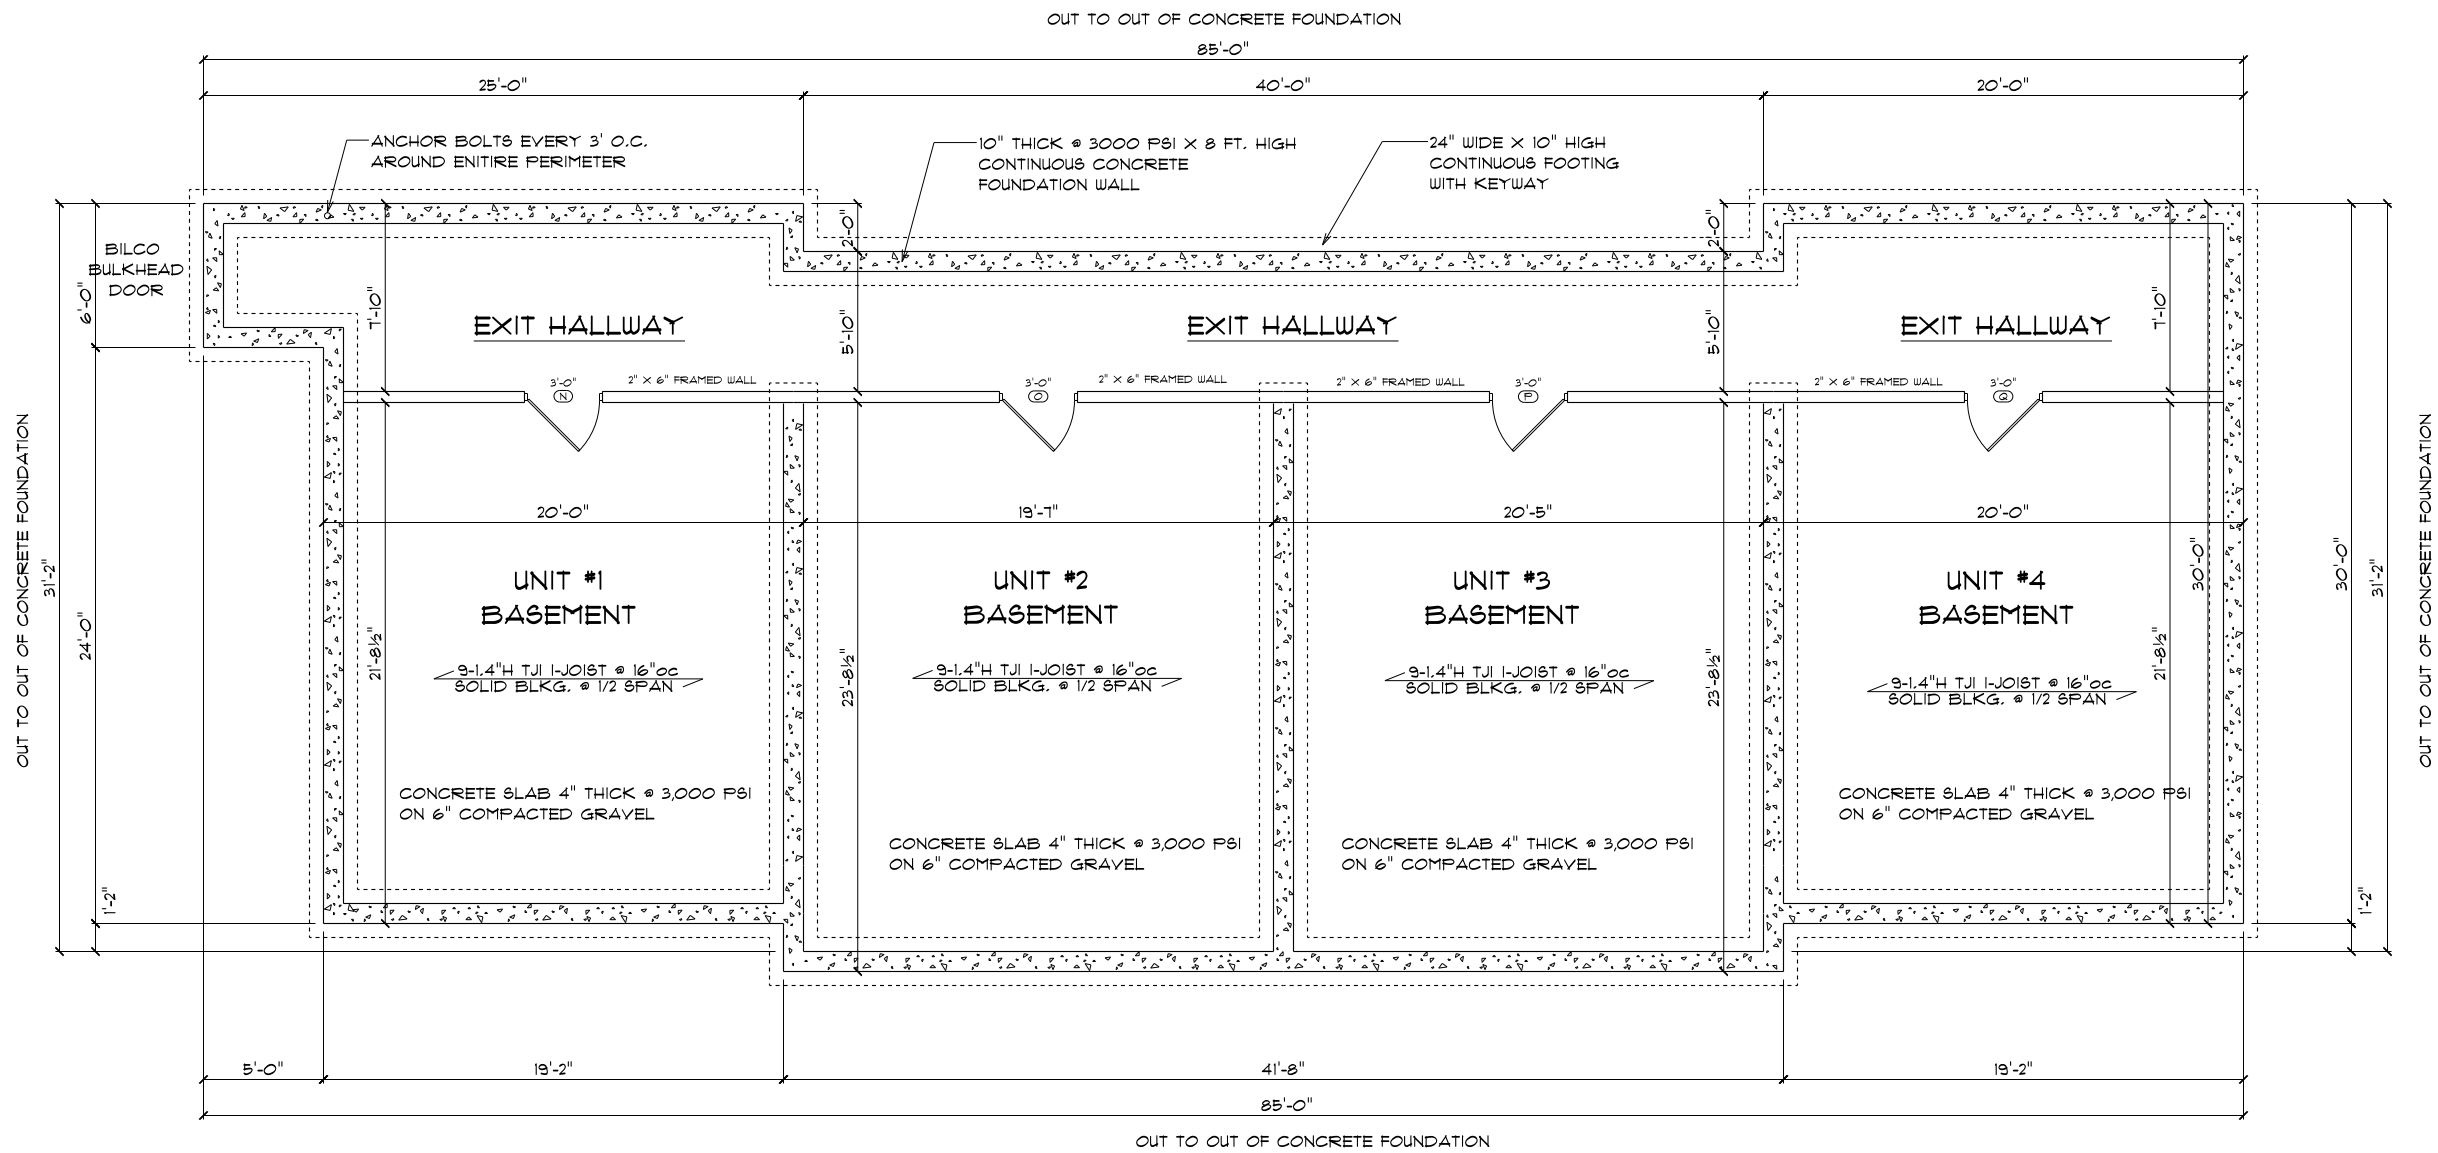 OUT TO OUT OF CONCRETE FOUNDATION
85'-0"
25'-0"
40'-0"
20'-0"
ANCHOR BOLTS EVERY 3' O.C.
AROUND ENITIRE PERIMETER
10" THICK @ 3000 PSI X 8 FT. HIGH
CONTINUOUS CONCRETE
FOUNDATION WALL
24" WIDE X 10" HIGH
CONTINUOUS FOOTING
WITH KEYWAY
BILCO
BULKHEAD
DOOR
2'-0"
2'-0"
6'-0"
7'-10"
EXIT HALLWAY
5'-10"
EXIT HALLWAY
5'-10"
EXIT HALLWAY
7'-10"
3'-0"
N
2" X 6" FRAMED WALL
3'-0"
O
2" X 6" FRAMED WALL
2" X 6" FRAMED WALL
3'-0"
P
2" X 6" FRAMED WALL
3'-0"
Q
OUT TO OUT OF CONCRETE FOUNDATION
31'-2"
24'-0"
20'-0"
19'-7"
20'-5"
20'-0"
30'-0"
30'-0"
31'-2"
OUT TO OUT OF CONCRETE FOUNDATION
UNIT #1
BASEMENT
UNIT #2
BASEMENT
UNIT #3
BASEMENT
UNIT #4
BASEMENT
21'-8½"
9-1.4"H TJI I-JOIST @ 16"oc
SOLID BLKG. @ 1/2 SPAN
23'-8½"
9-1.4"H TJI I-JOIST @ 16"oc
SOLID BLKG. @ 1/2 SPAN
9-1.4"H TJI I-JOIST @ 16"oc
SOLID BLKG. @ 1/2 SPAN
23'-8½"
9-1.4"H TJI I-JOIST @ 16"oc
SOLID BLKG. @ 1/2 SPAN
21'-8½"
CONCRETE SLAB 4" THICK @ 3,000 PSI
ON 6" COMPACTED GRAVEL
CONCRETE SLAB 4" THICK @ 3,000 PSI
ON 6" COMPACTED GRAVEL
CONCRETE SLAB 4" THICK @ 3,000 PSI
ON 6" COMPACTED GRAVEL
CONCRETE SLAB 4" THICK @ 3,000 PSI
ON 6" COMPACTED GRAVEL
1'-2"
1'-2"
5'-0"
19'-2"
41'-8"
19'-2"
85'-0"
OUT TO OUT OF CONCRETE FOUNDATION